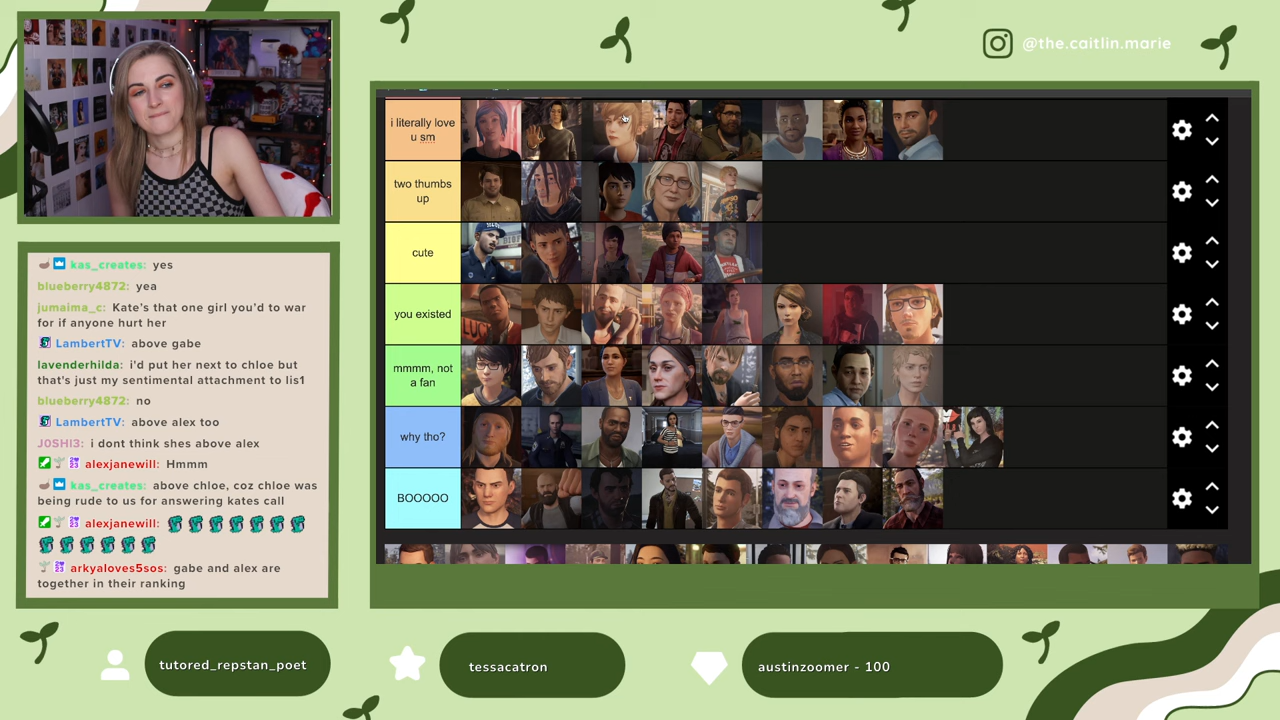 @the.caitlin.marie
i literally love
u sm
two thumbs
up
cute
you existed
mmmm, not
a fan
why tho?
BOOOOO
kas_creates: yes
blueberry4872: yea
jumaima_c: Kate's that one girl you'd to war
for if anyone hurt her
LambertTV: above gabe
lavenderhilda: i'd put her next to chloe but
that's just my sentimental attachment to lis1
blueberry4872: no
LambertTV: above alex too
J0SHI3: i dont think shes above alex
alexjanewill: Hmmm
kas_creates: above chloe, coz chloe was
being rude to us for answering kates call
alexjanewill:
arkyaloves5sos: gabe and alex are
together in their ranking
tutored_repstan_poet
tessacatron
austinzoomer - 100